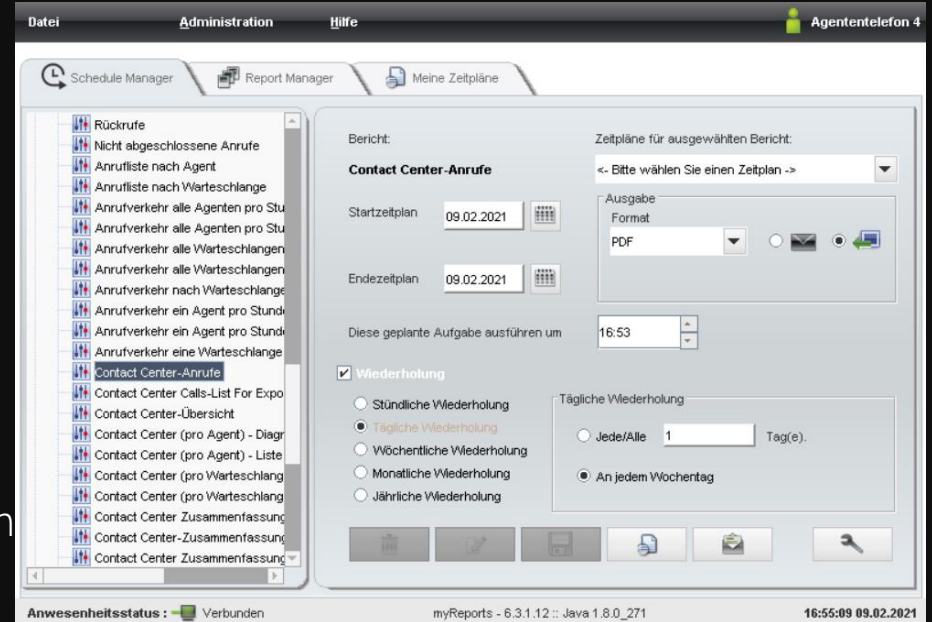 Datei Administration Hilfe Agententelefon 4
Schedule Manager Report Manager Meine Zeitpläne
Rückrufe
Nicht abgeschlossene Anrufe
Anrufliste nach Agent
Anrufliste nach Warteschlange
Anrufverkehr alle Agenten pro Stu
Anrufverkehr alle Agenten pro Stu
Anrufverkehr alle Warteschlangen
Anrufverkehr alle Warteschlangen
Anrufverkehr nach Warteschlange
Anrufverkehr ein Agent pro Stunde
Anrufverkehr ein Agent pro Stunde
Anrufverkehr eine Warteschlange
Contact Center-Anrufe
Contact Center Calls-List For Expo
Contact Center-Übersicht
Contact Center (pro Agent) - Diagr
Contact Center (pro Agent) - Liste
Contact Center (pro Warteschlang
Contact Center (pro Warteschlang
Contact Center Zusammenfassung
Contact Center-Zusammenfassung
Contact Center Zusammenfassung
n
Bericht:
Contact Center-Anrufe
Zeitpläne für ausgewählten Bericht:
<- Bitte wählen Sie einen Zeitplan ->
Startzeitplan 09.02.2021
Endezeitplan 09.02.2021
Ausgabe
Format
PDF
Diese geplante Aufgabe ausführen um 16:53
Wiederholung
Stündliche Wiederholung
Tägliche Wiederholung
Wöchentliche Wiederholung
Monatliche Wiederholung
Jährliche Wiederholung
Tägliche Wiederholung
Jede/Alle 1 Tag(e).
An jedem Wochentag
Anwesenheitsstatus : Verbunden myReports - 6.3.1.12 :: Java 1.8.0_271 16:55:09 09.02.2021